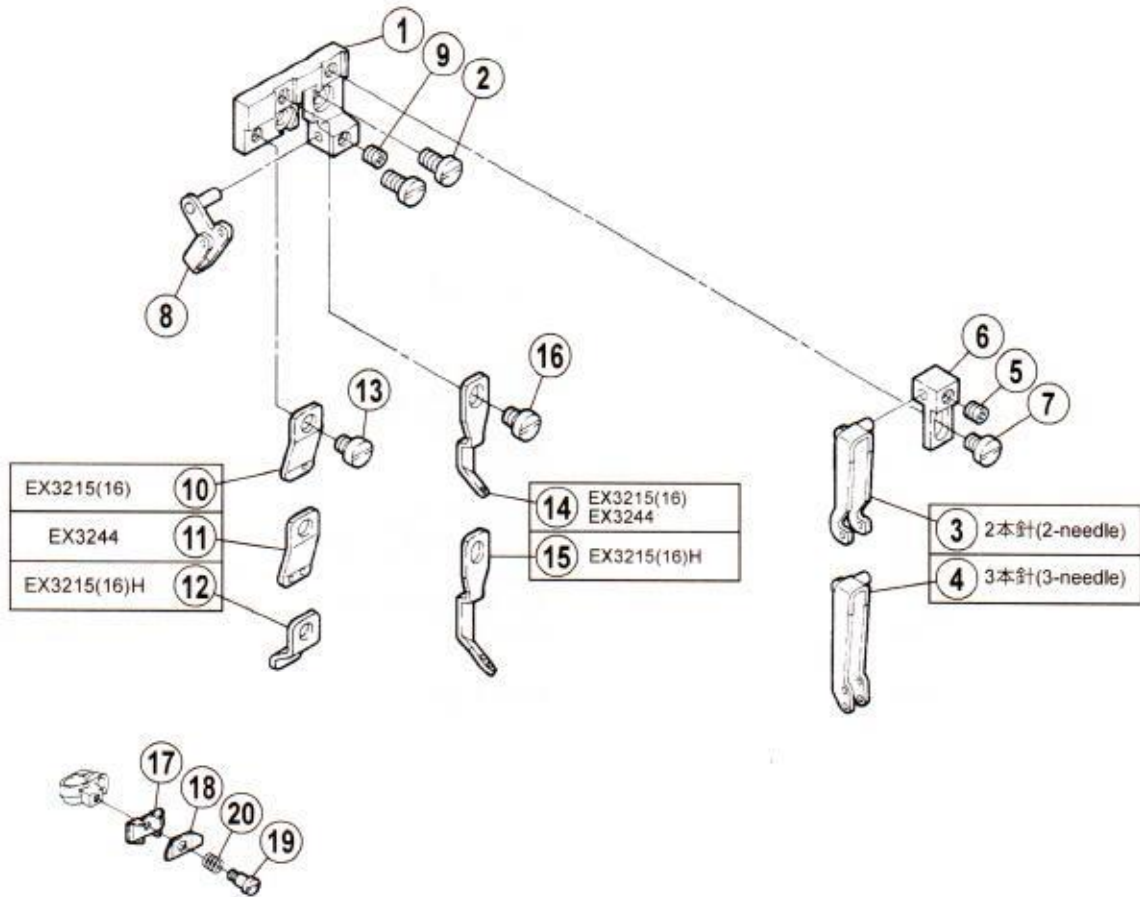 1
9
2
8
6
5
7
16
13
EX3215(16) 10
EX3244 11
EX3215(16)H 12
14 EX3215(16)
EX3244
15 EX3215(16)H
3 2本針(2-needle)
4 3本針(3-needle)
17
18
20
19